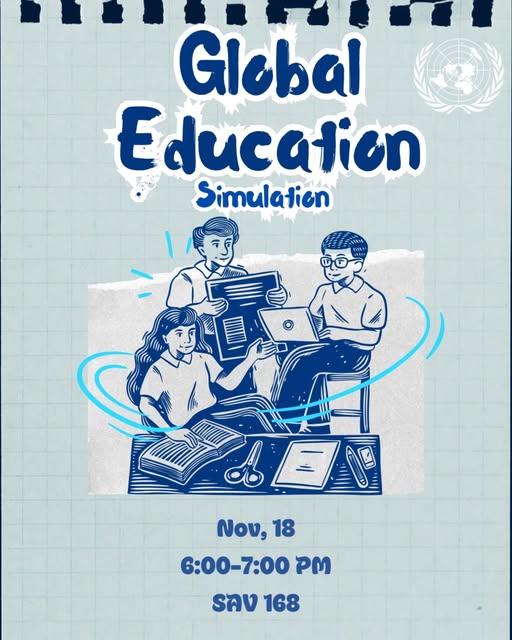 Global
Education
Simulation
Nov, 18
6:00-7:00 PM
SAV 168